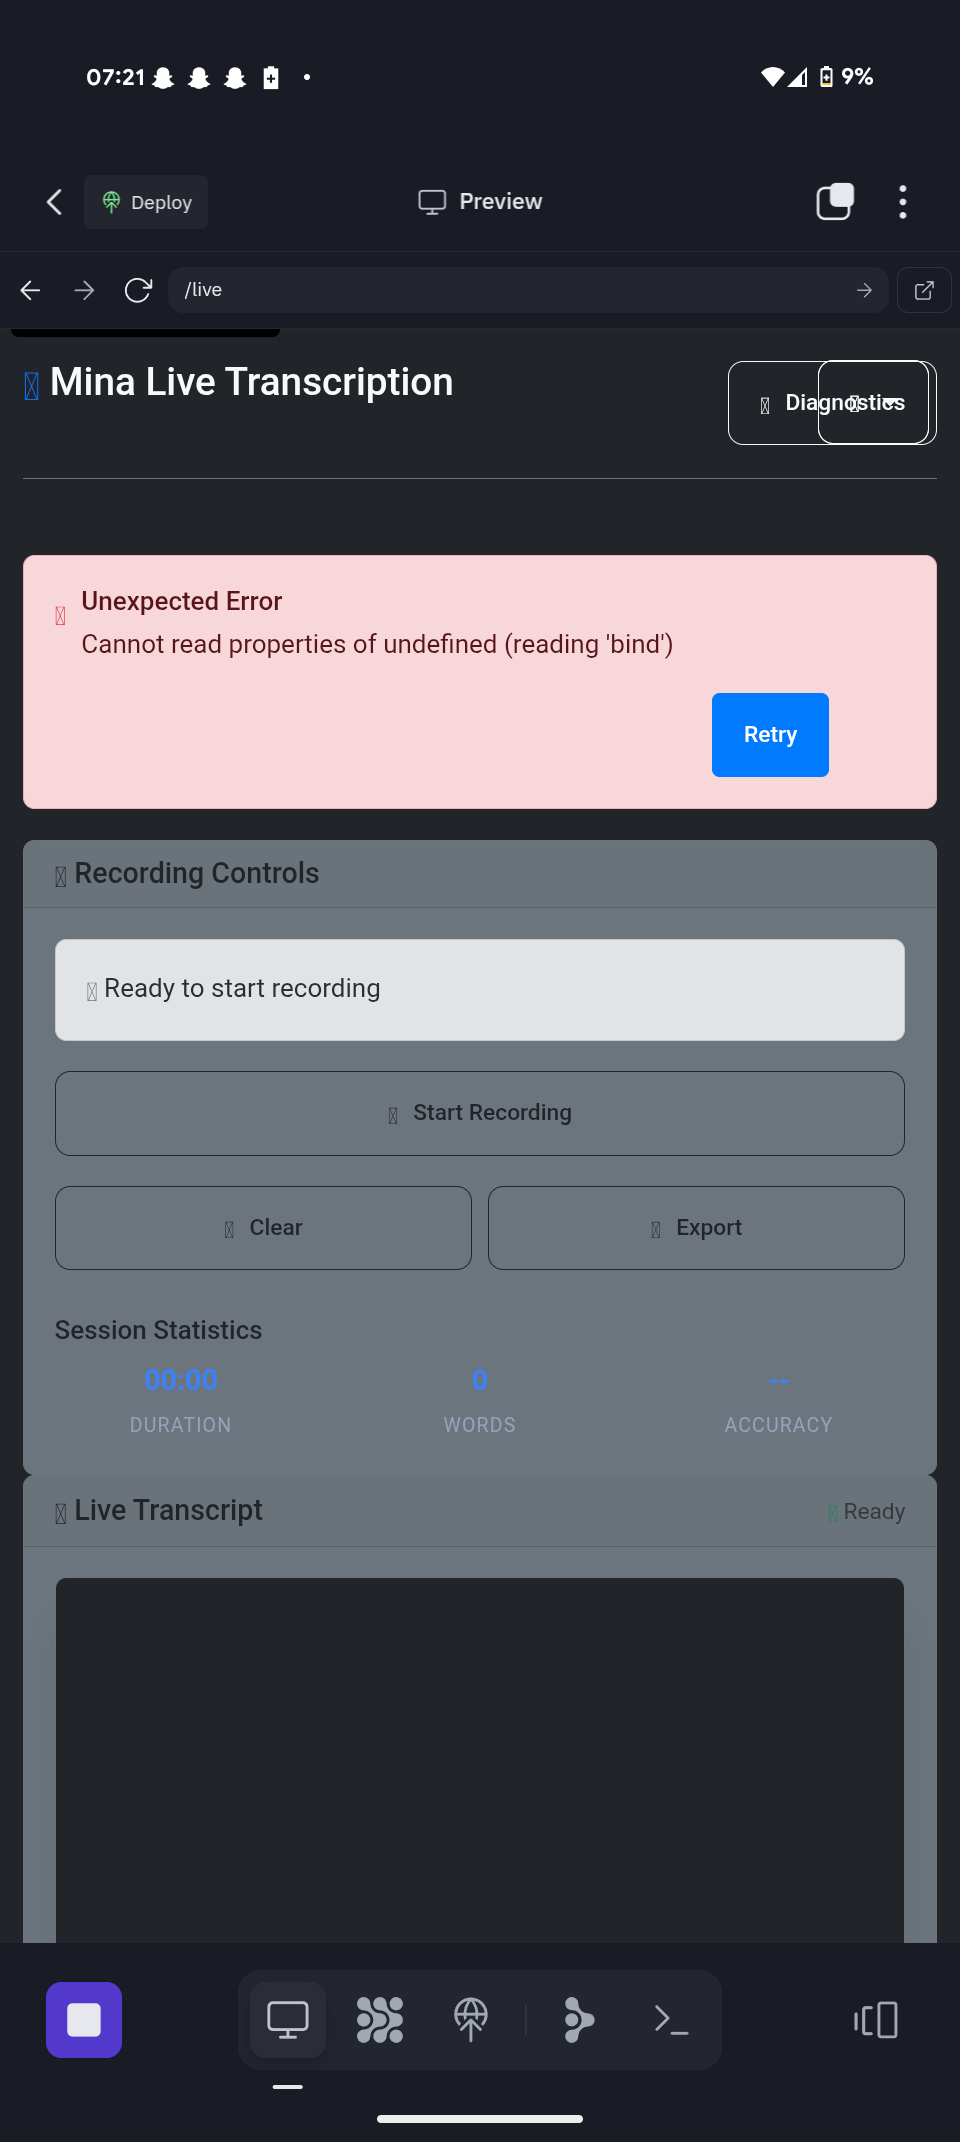 07:21
9%
Deploy
Preview
/live
Mina Live Transcription
Diagnostics
Unexpected Error
Cannot read properties of undefined (reading 'bind')
Retry
Recording Controls
Ready to start recording
Start Recording
Clear
Export
Session Statistics
00:00
0
--
DURATION
WORDS
ACCURACY
Live Transcript
Ready